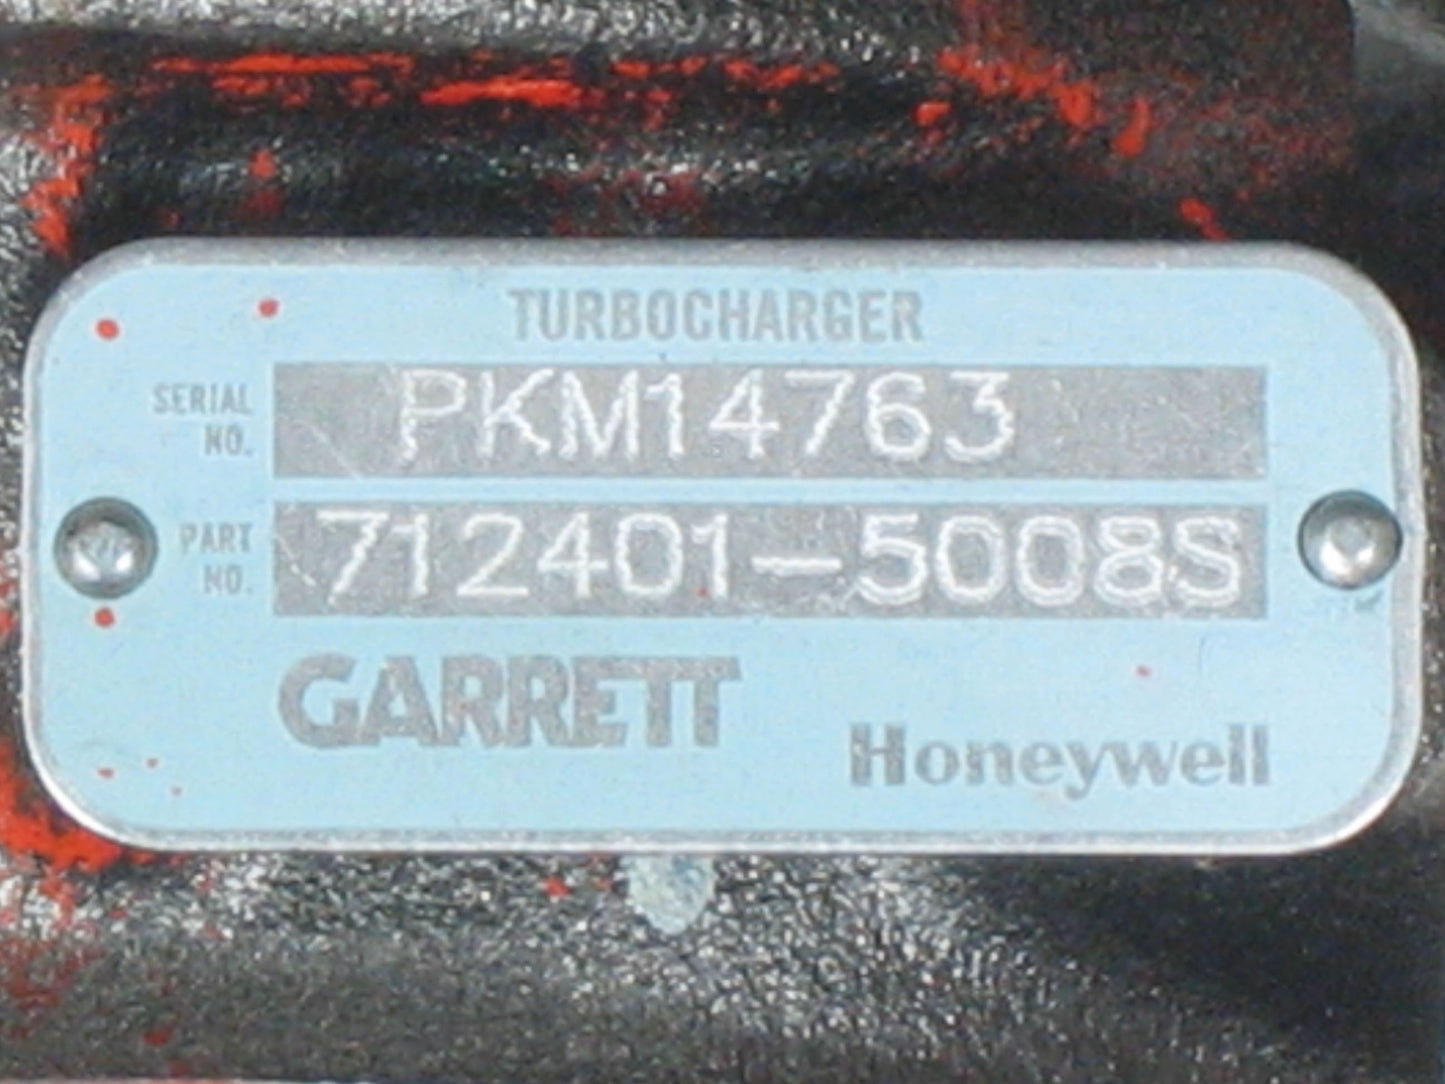 TURBOCHARGER
SERIAL NO. PKM14763
PART NO. 712401-5008S
GARRETT
Honeywell